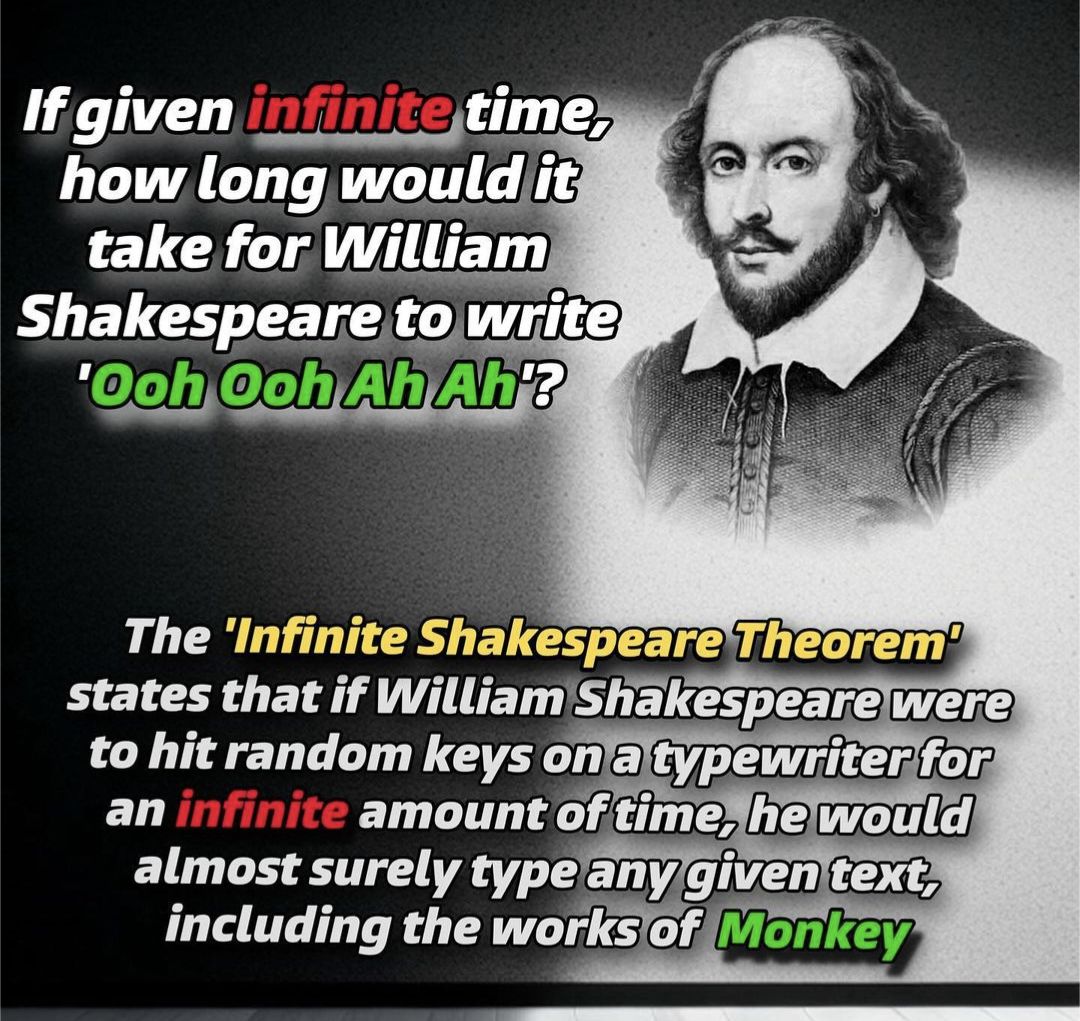 If given infinite time,
how long would it
take for William
Shakespeare to write
'Ooh Ooh Ah Ah'?
The 'Infinite Shakespeare Theorem'
states that if William Shakespeare were
to hit random keys on a typewriter for
an infinite amount of time, he would
almost surely type any given text,
including the works of Monkey